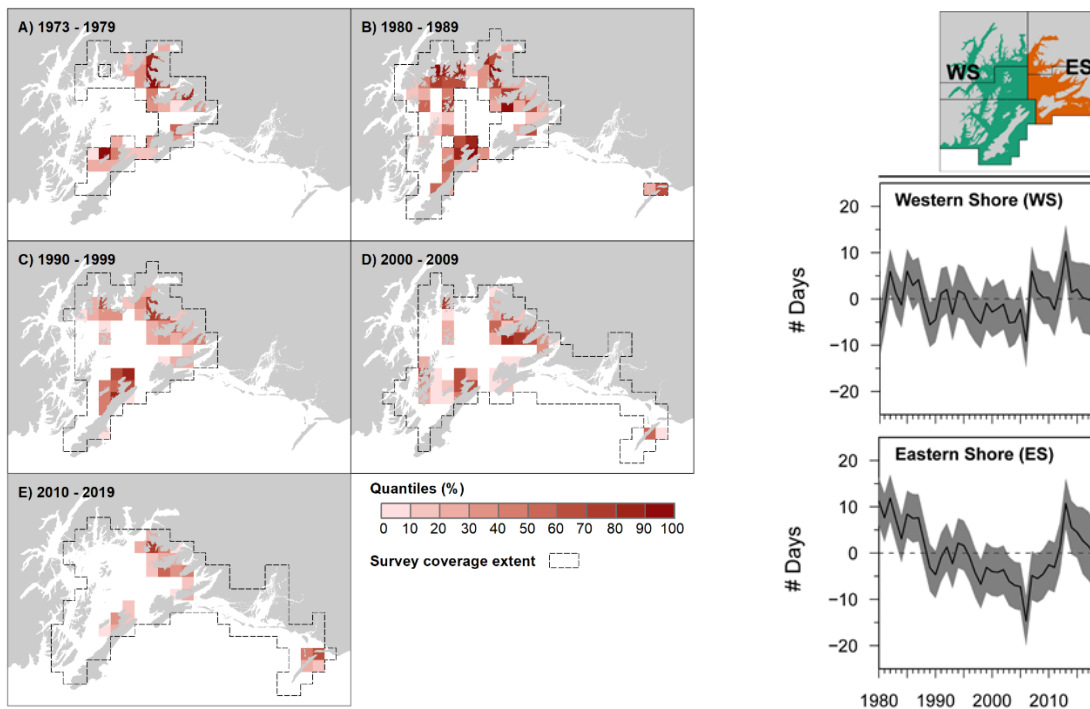 A) 1973 - 1979
B) 1980 - 1989
C) 1990 - 1999
D) 2000 - 2009
E) 2010 - 2019
Quantiles (%)
0 10 20 30 40 50 60 70 80 90 100
Survey coverage extent
WS ES
Western Shore (WS)
# Days
20
10
0
−10
−20
Eastern Shore (ES)
# Days
20
10
0
−10
−20
1980 1990 2000 2010